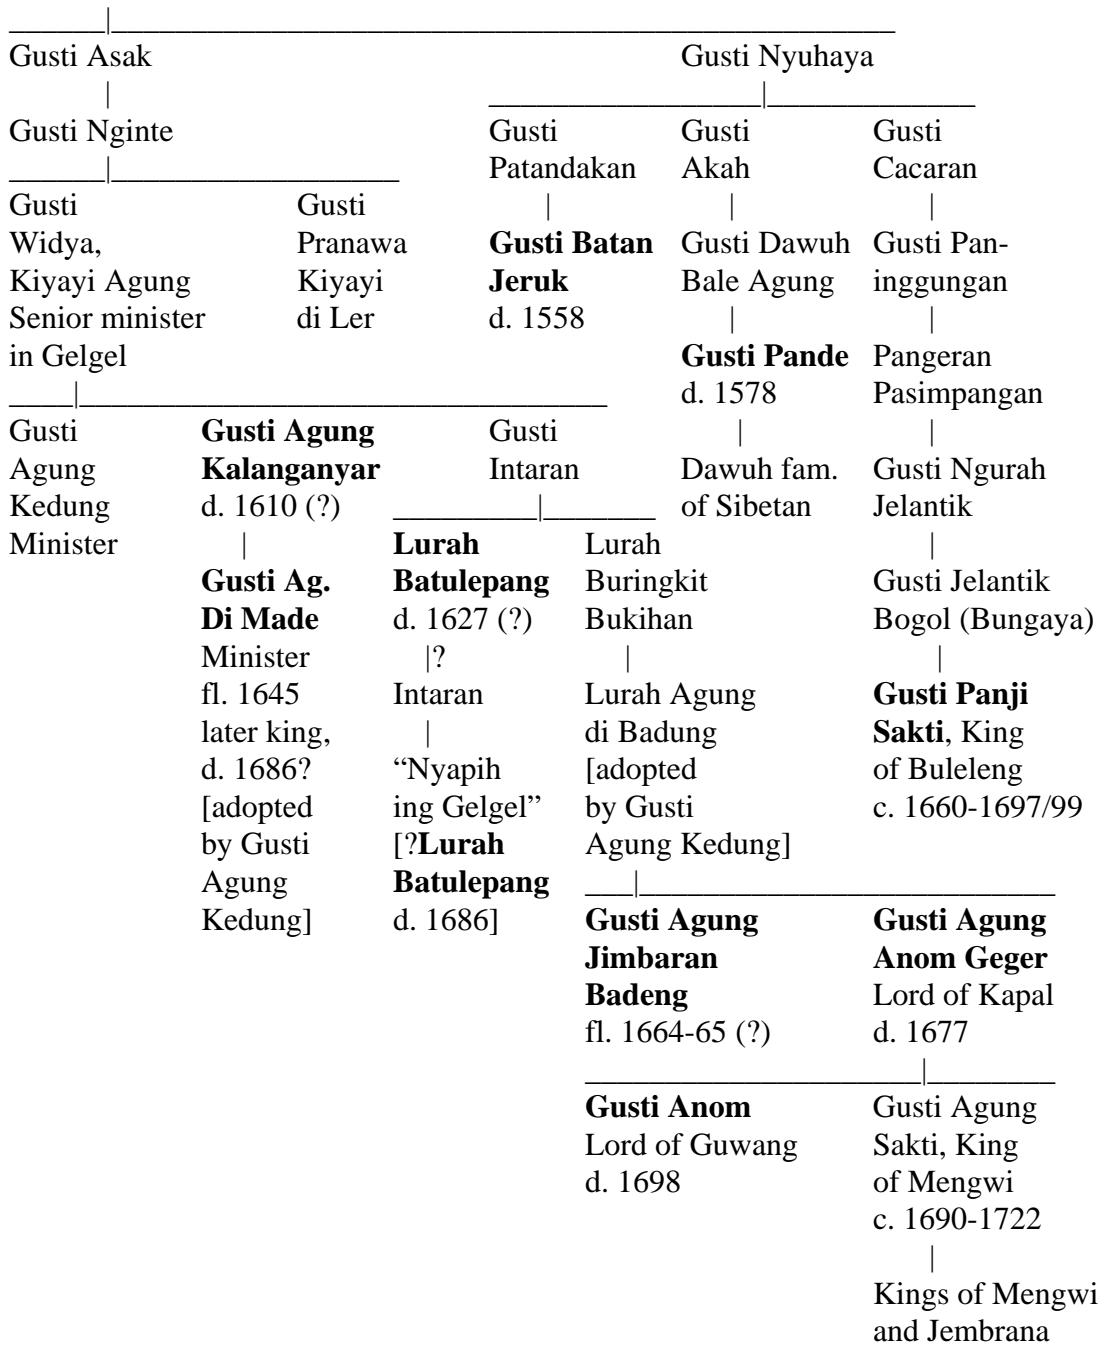 Gusti Asak Gusti Nyuhaya
Gusti Nginte Gusti Gusti Gusti
Patandakan Akah Cacaran
Gusti Gusti
Widya, Pranawa Gusti Batan Gusti Dawuh Gusti Pan-
Kiyayi Agung Kiyayi Jeruk Bale Agung inggungan
Senior minister di Ler d. 1558
in Gelgel Gusti Pande Pangeran
d. 1578 Pasimpangan
Gusti Gusti Agung Gusti
Agung Kalanganyar Intaran Dawuh fam. Gusti Ngurah
Kedung d. 1610 (?) of Sibetan Jelantik
Minister Lurah Lurah
Gusti Ag. Batulepang Buringkit Gusti Jelantik
Di Made d. 1627 (?) Bukihan Bogol (Bungaya)
Minister |?
fl. 1645 Intaran Lurah Agung Gusti Panji
later king, di Badung Sakti, King
d. 1686? “Nyapih [adopted of Buleleng
[adopted ing Gelgel” by Gusti c. 1660-1697/99
by Gusti [?Lurah Agung Kedung]
Agung Batulepang
Kedung] d. 1686] Gusti Agung Gusti Agung
Jimbaran Anom Geger
Badeng Lord of Kapal
fl. 1664-65 (?) d. 1677
Gusti Anom Gusti Agung
Lord of Guwang Sakti, King
d. 1698 of Mengwi
c. 1690-1722
Kings of Mengwi
and Jembrana